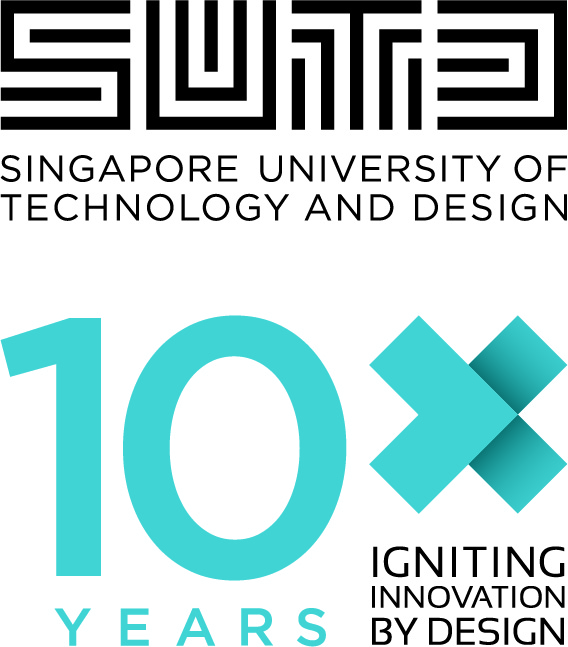 SUTD
SINGAPORE UNIVERSITY OF
TECHNOLOGY AND DESIGN
10
YEARS
IGNITING
INNOVATION
BY DESIGN